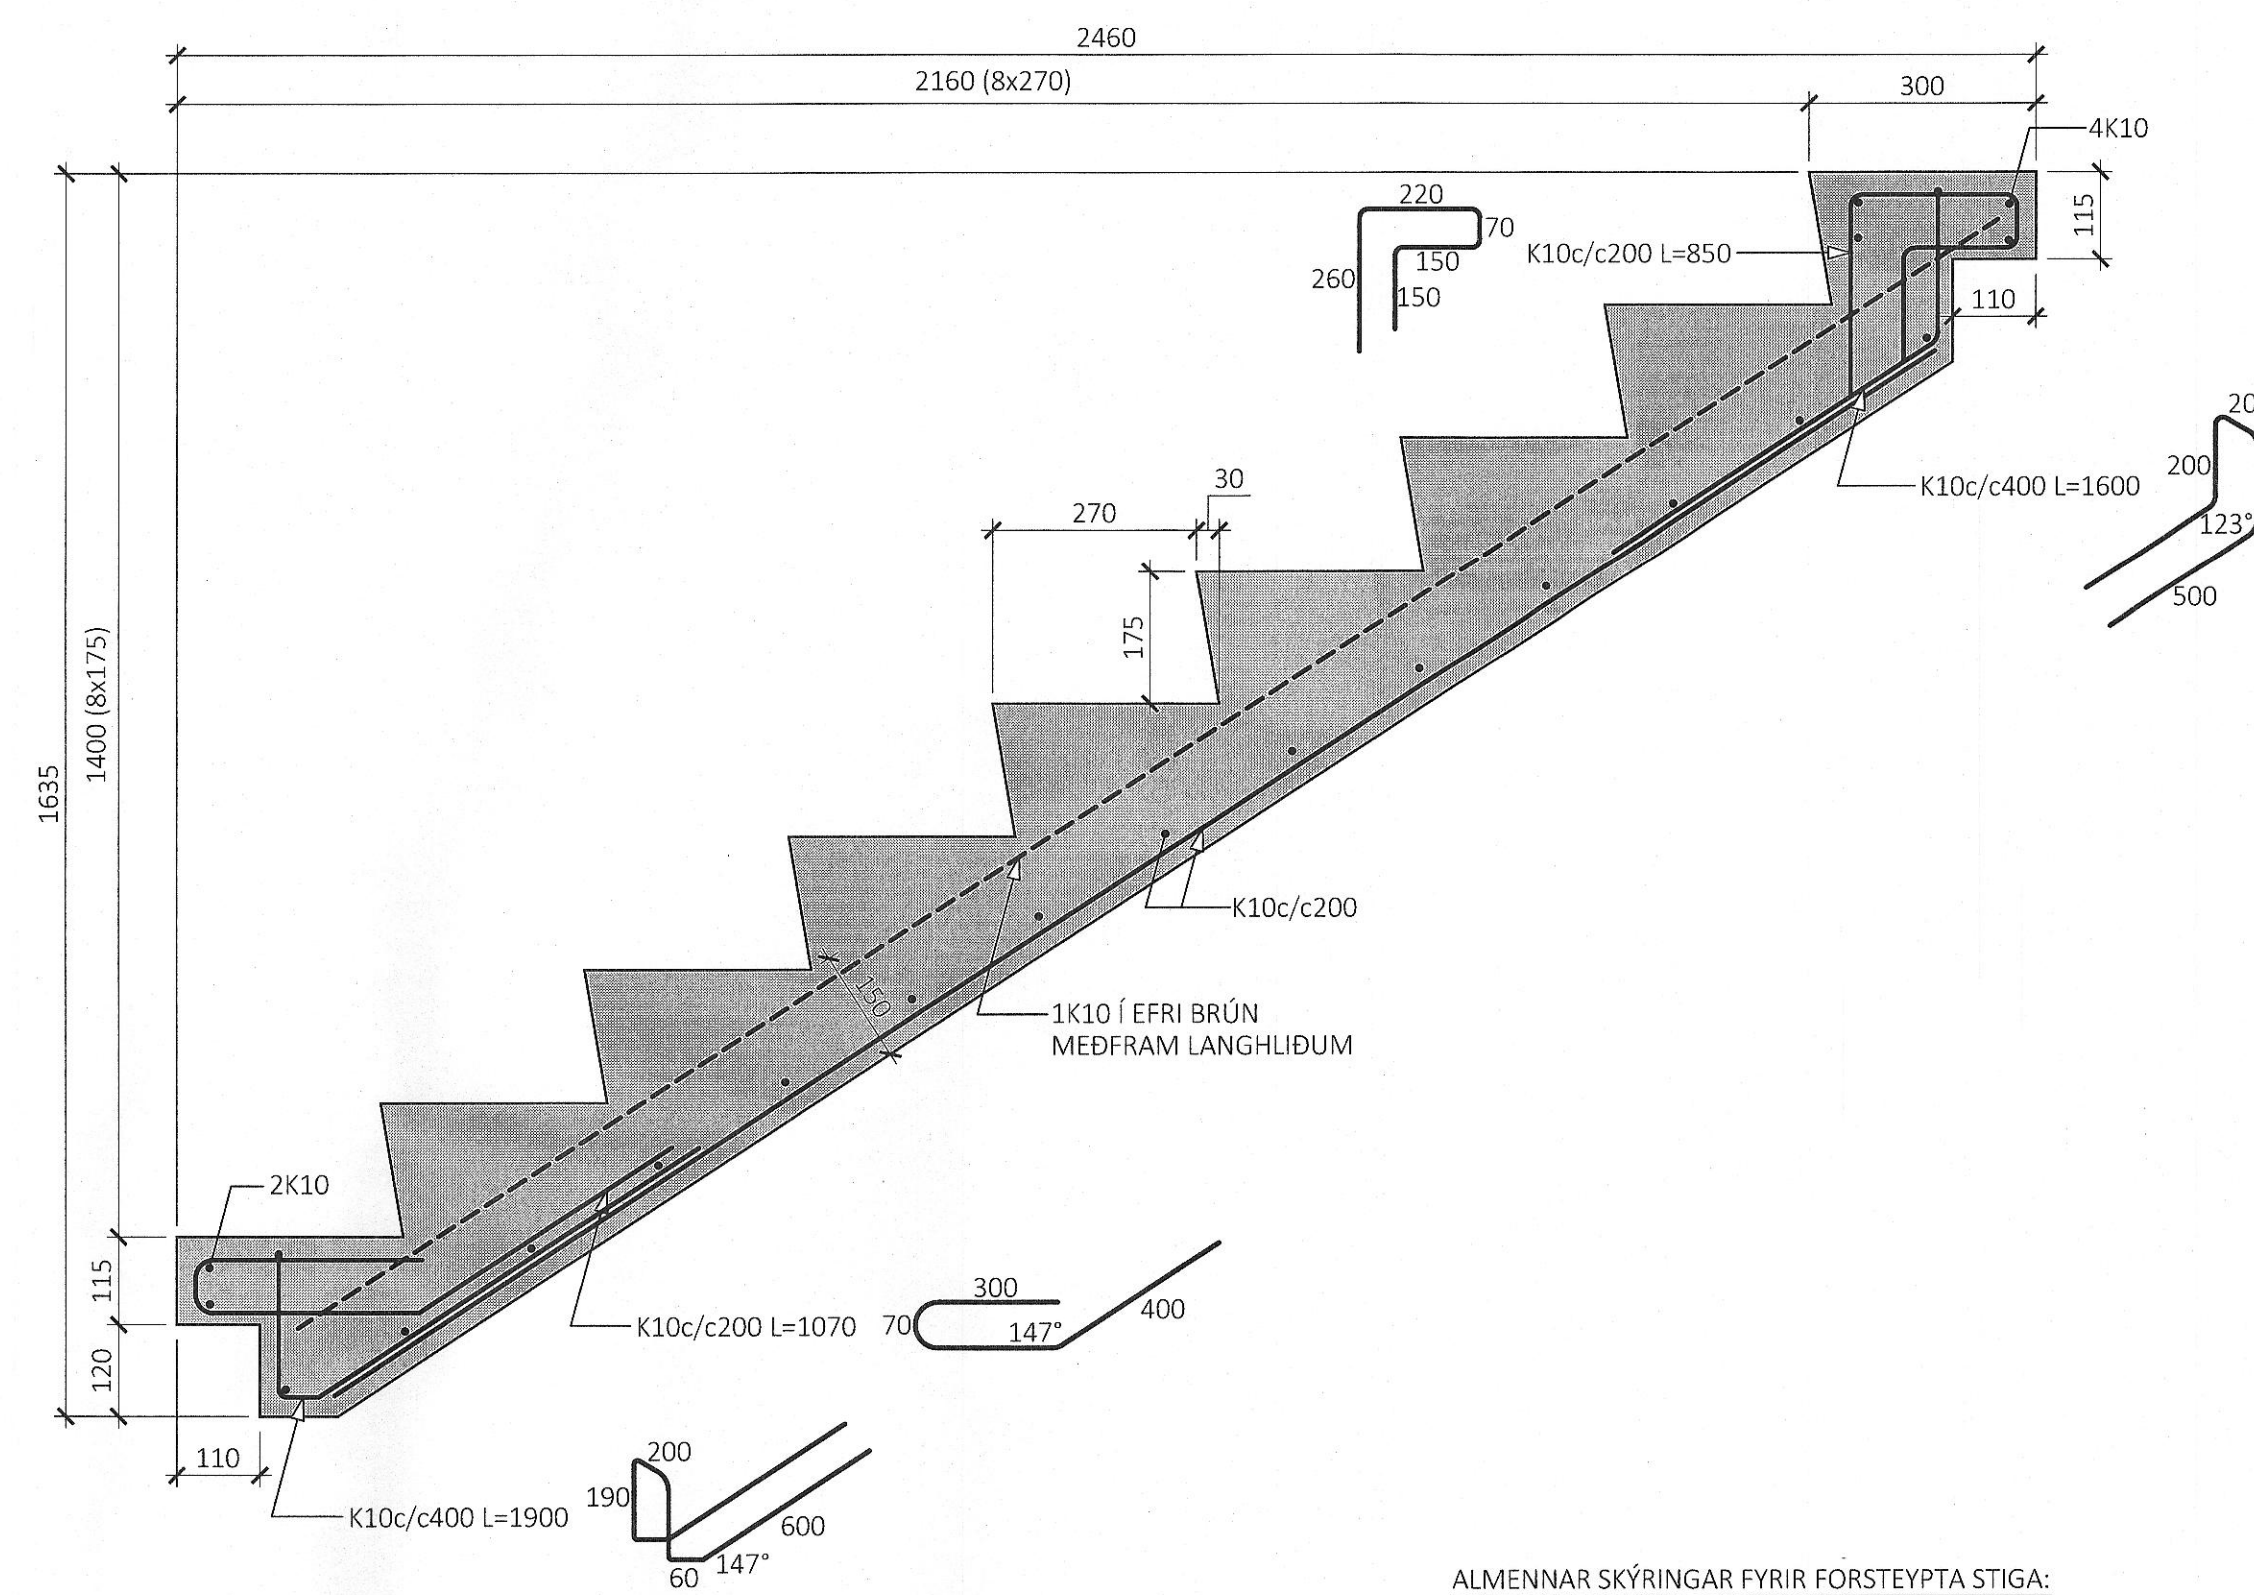 2460
2160 (8x270)
300
4K10
115
220
70
K10c/c200 L=850
150
260
150
110
30
270
200
K10c/c400 L=1600
123°
500
175
1400 (8x175)
1635
K10c/c200
150
1K10 Í EFRI BRÚN
MEÐFRAM LANGHLIÐUM
2K10
115
300
400
K10c/c200 L=1070
70
147°
120
110
200
190
K10c/c400 L=1900
600
147°
60
ALMENNAR SKÝRINGAR FYRIR FORSTEYPTA STIGA: